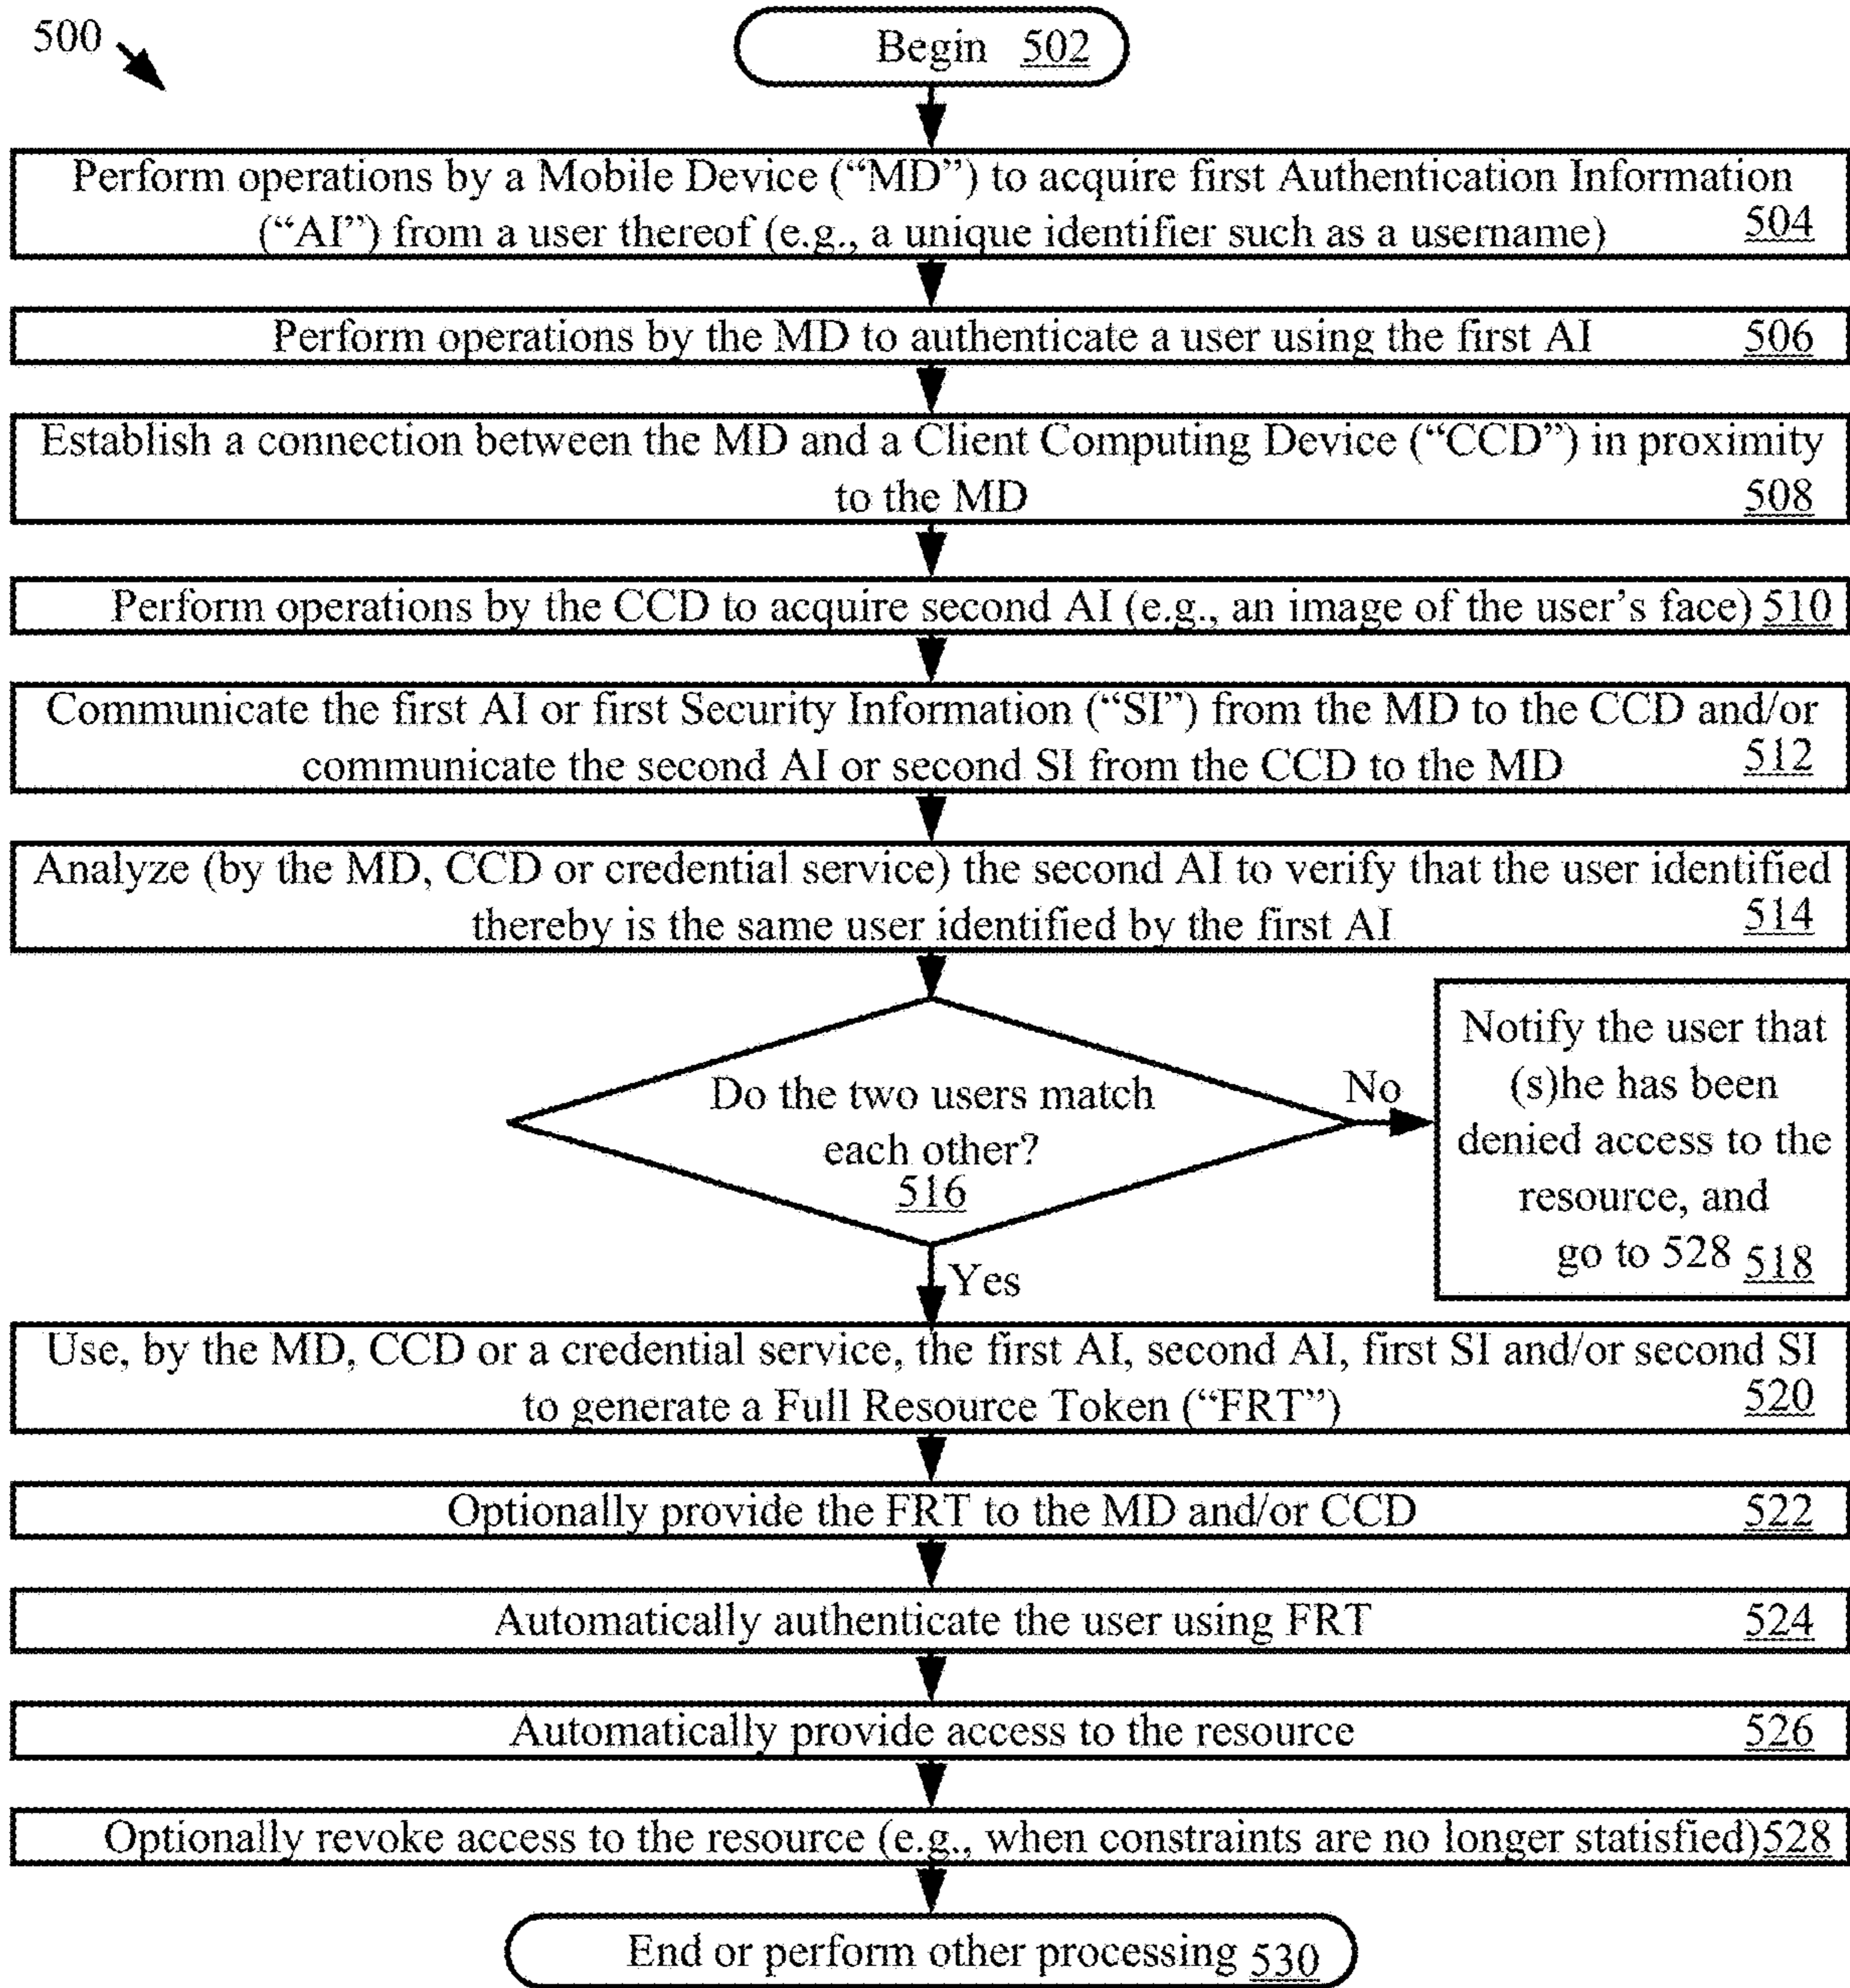 500
Begin 502
Perform operations by a Mobile Device (“MD”) to acquire first Authentication Information
(“AI”) from a user thereof (e.g., a unique identifier such as a username) 504
Perform operations by the MD to authenticate a user using the first AI 506
Establish a connection between the MD and a Client Computing Device (“CCD”) in proximity
to the MD 508
Perform operations by the CCD to acquire second AI (e.g., an image of the user’s face) 510
Communicate the first AI or first Security Information (“SI”) from the MD to the CCD and/or
communicate the second AI or second SI from the CCD to the MD 512
Analyze (by the MD, CCD or credential service) the second AI to verify that the user identified
thereby is the same user identified by the first AI 514
Do the two users match
each other?
516
No
Notify the user that
(s)he has been
denied access to the
resource, and
go to 528 518
Yes
Use, by the MD, CCD or a credential service, the first AI, second AI, first SI and/or second SI
to generate a Full Resource Token (“FRT”) 520
Optionally provide the FRT to the MD and/or CCD 522
Automatically authenticate the user using FRT 524
Automatically provide access to the resource 526
Optionally revoke access to the resource (e.g., when constraints are no longer statisfied) 528
End or perform other processing 530